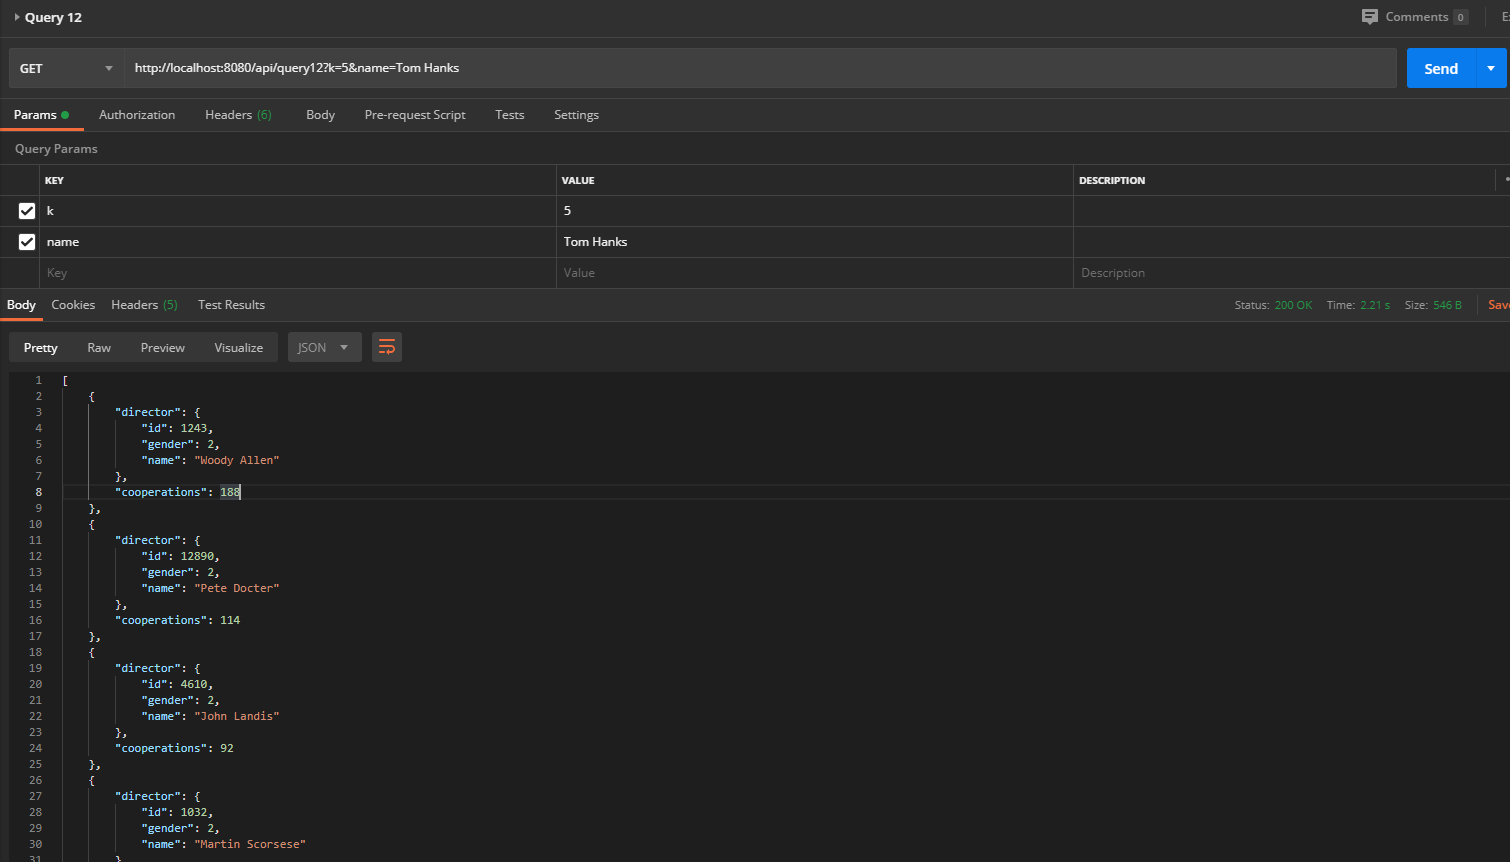 Query 12
Comments 0
GET http://localhost:8080/api/query12?k=5&name=Tom Hanks Send
Params Authorization Headers (6) Body Pre-request Script Tests Settings
Query Params
KEY VALUE DESCRIPTION
k 5
name Tom Hanks
Key Value Description
Body Cookies Headers (5) Test Results Status: 200 OK Time: 2.21 s Size: 546 B
Pretty Raw Preview Visualize JSON
1 [
2 {
3 "director": {
4 "id": 1243,
5 "gender": 2,
6 "name": "Woody Allen"
7 },
8 "cooperations": 188
9 },
10 {
11 "director": {
12 "id": 12890,
13 "gender": 2,
14 "name": "Pete Docter"
15 },
16 "cooperations": 114
17 },
18 {
19 "director": {
20 "id": 4610,
21 "gender": 2,
22 "name": "John Landis"
23 },
24 "cooperations": 92
25 },
26 {
27 "director": {
28 "id": 1032,
29 "gender": 2,
30 "name": "Martin Scorsese"
31 }